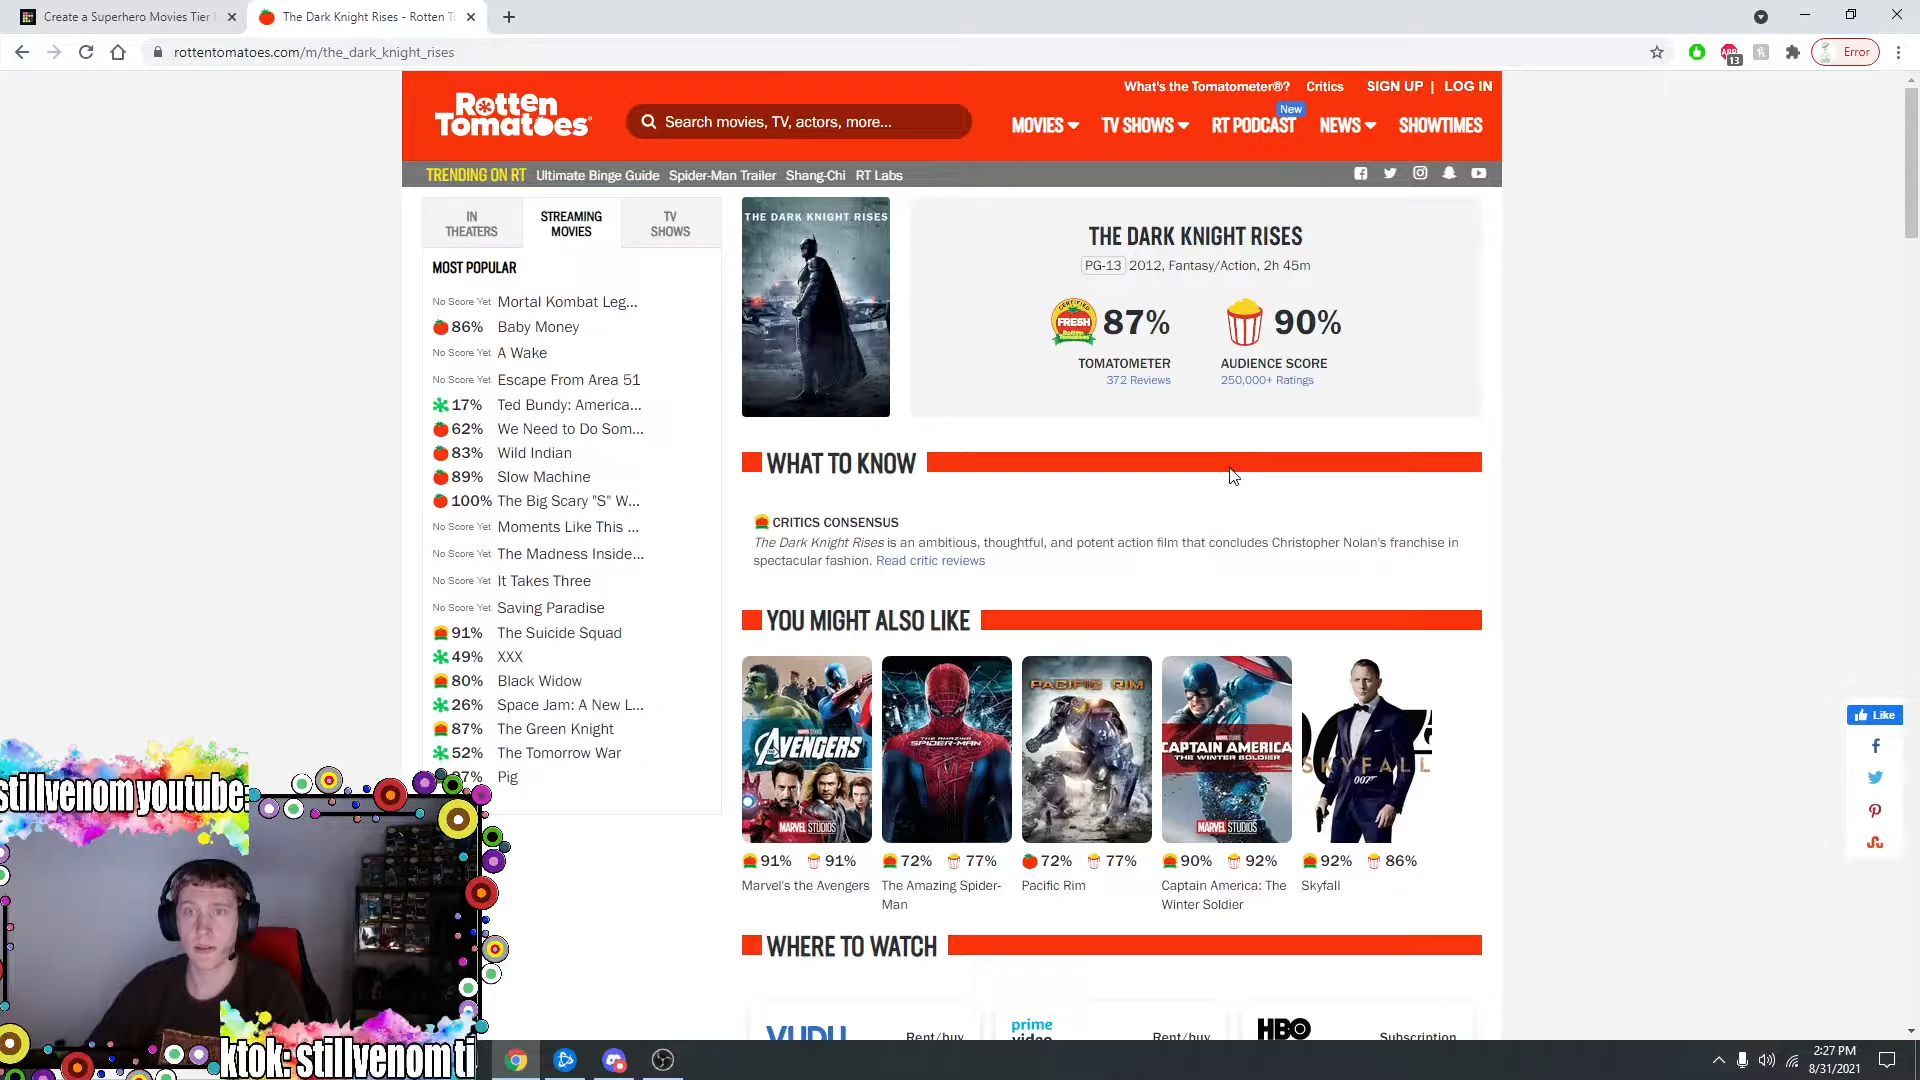 Create a Superhero Movies Tier
The Dark Knight Rises - Rotten T
rottentomatoes.com/m/the_dark_knight_rises
13
Error
Rotten
Tomatoes
Search movies, TV, actors, more...
What's the Tomatometer®?
Critics
SIGN UP | LOG IN
MOVIES
TV SHOWS
New
RT PODCAST
NEWS
SHOWTIMES
TRENDING ON RT
Ultimate Binge Guide
Spider-Man Trailer
Shang-Chi
RT Labs
IN
THEATERS
STREAMING
MOVIES
TV
SHOWS
MOST POPULAR
No Score Yet Mortal Kombat Leg...
86% Baby Money
No Score Yet A Wake
No Score Yet Escape From Area 51
17% Ted Bundy: America...
62% We Need to Do Som...
83% Wild Indian
89% Slow Machine
100% The Big Scary "S" W...
No Score Yet Moments Like This ...
No Score Yet The Madness Inside...
No Score Yet It Takes Three
No Score Yet Saving Paradise
91% The Suicide Squad
49% XXX
80% Black Widow
26% Space Jam: A New L...
87% The Green Knight
52% The Tomorrow War
Pig
THE DARK KNIGHT RISES
THE DARK KNIGHT RISES
PG-13 2012, Fantasy/Action, 2h 45m
CERTIFIED
FRESH
87%
TOMATOMETER
372 Reviews
90%
AUDIENCE SCORE
250,000+ Ratings
WHAT TO KNOW
CRITICS CONSENSUS
The Dark Knight Rises is an ambitious, thoughtful, and potent action film that concludes Christopher Nolan's franchise in
spectacular fashion. Read critic reviews
YOU MIGHT ALSO LIKE
AVENGERS
MARVEL STUDIOS
THE AMAZING
SPIDER-MAN
PACIFIC RIM
CAPTAIN AMERICA
THE WINTER SOLDIER
MARVEL STUDIOS
SKYFALL
007
91% 91%
Marvel's the Avengers
72% 77%
The Amazing Spider-
Man
72% 77%
Pacific Rim
90% 92%
Captain America: The
Winter Soldier
92% 86%
Skyfall
WHERE TO WATCH
VUDU
Rent/buy
prime
video
Rent/buy
HBO
Subscription
Like
stillvenom youtube:
ktok: stillvenom ti
2:27 PM
8/31/2021